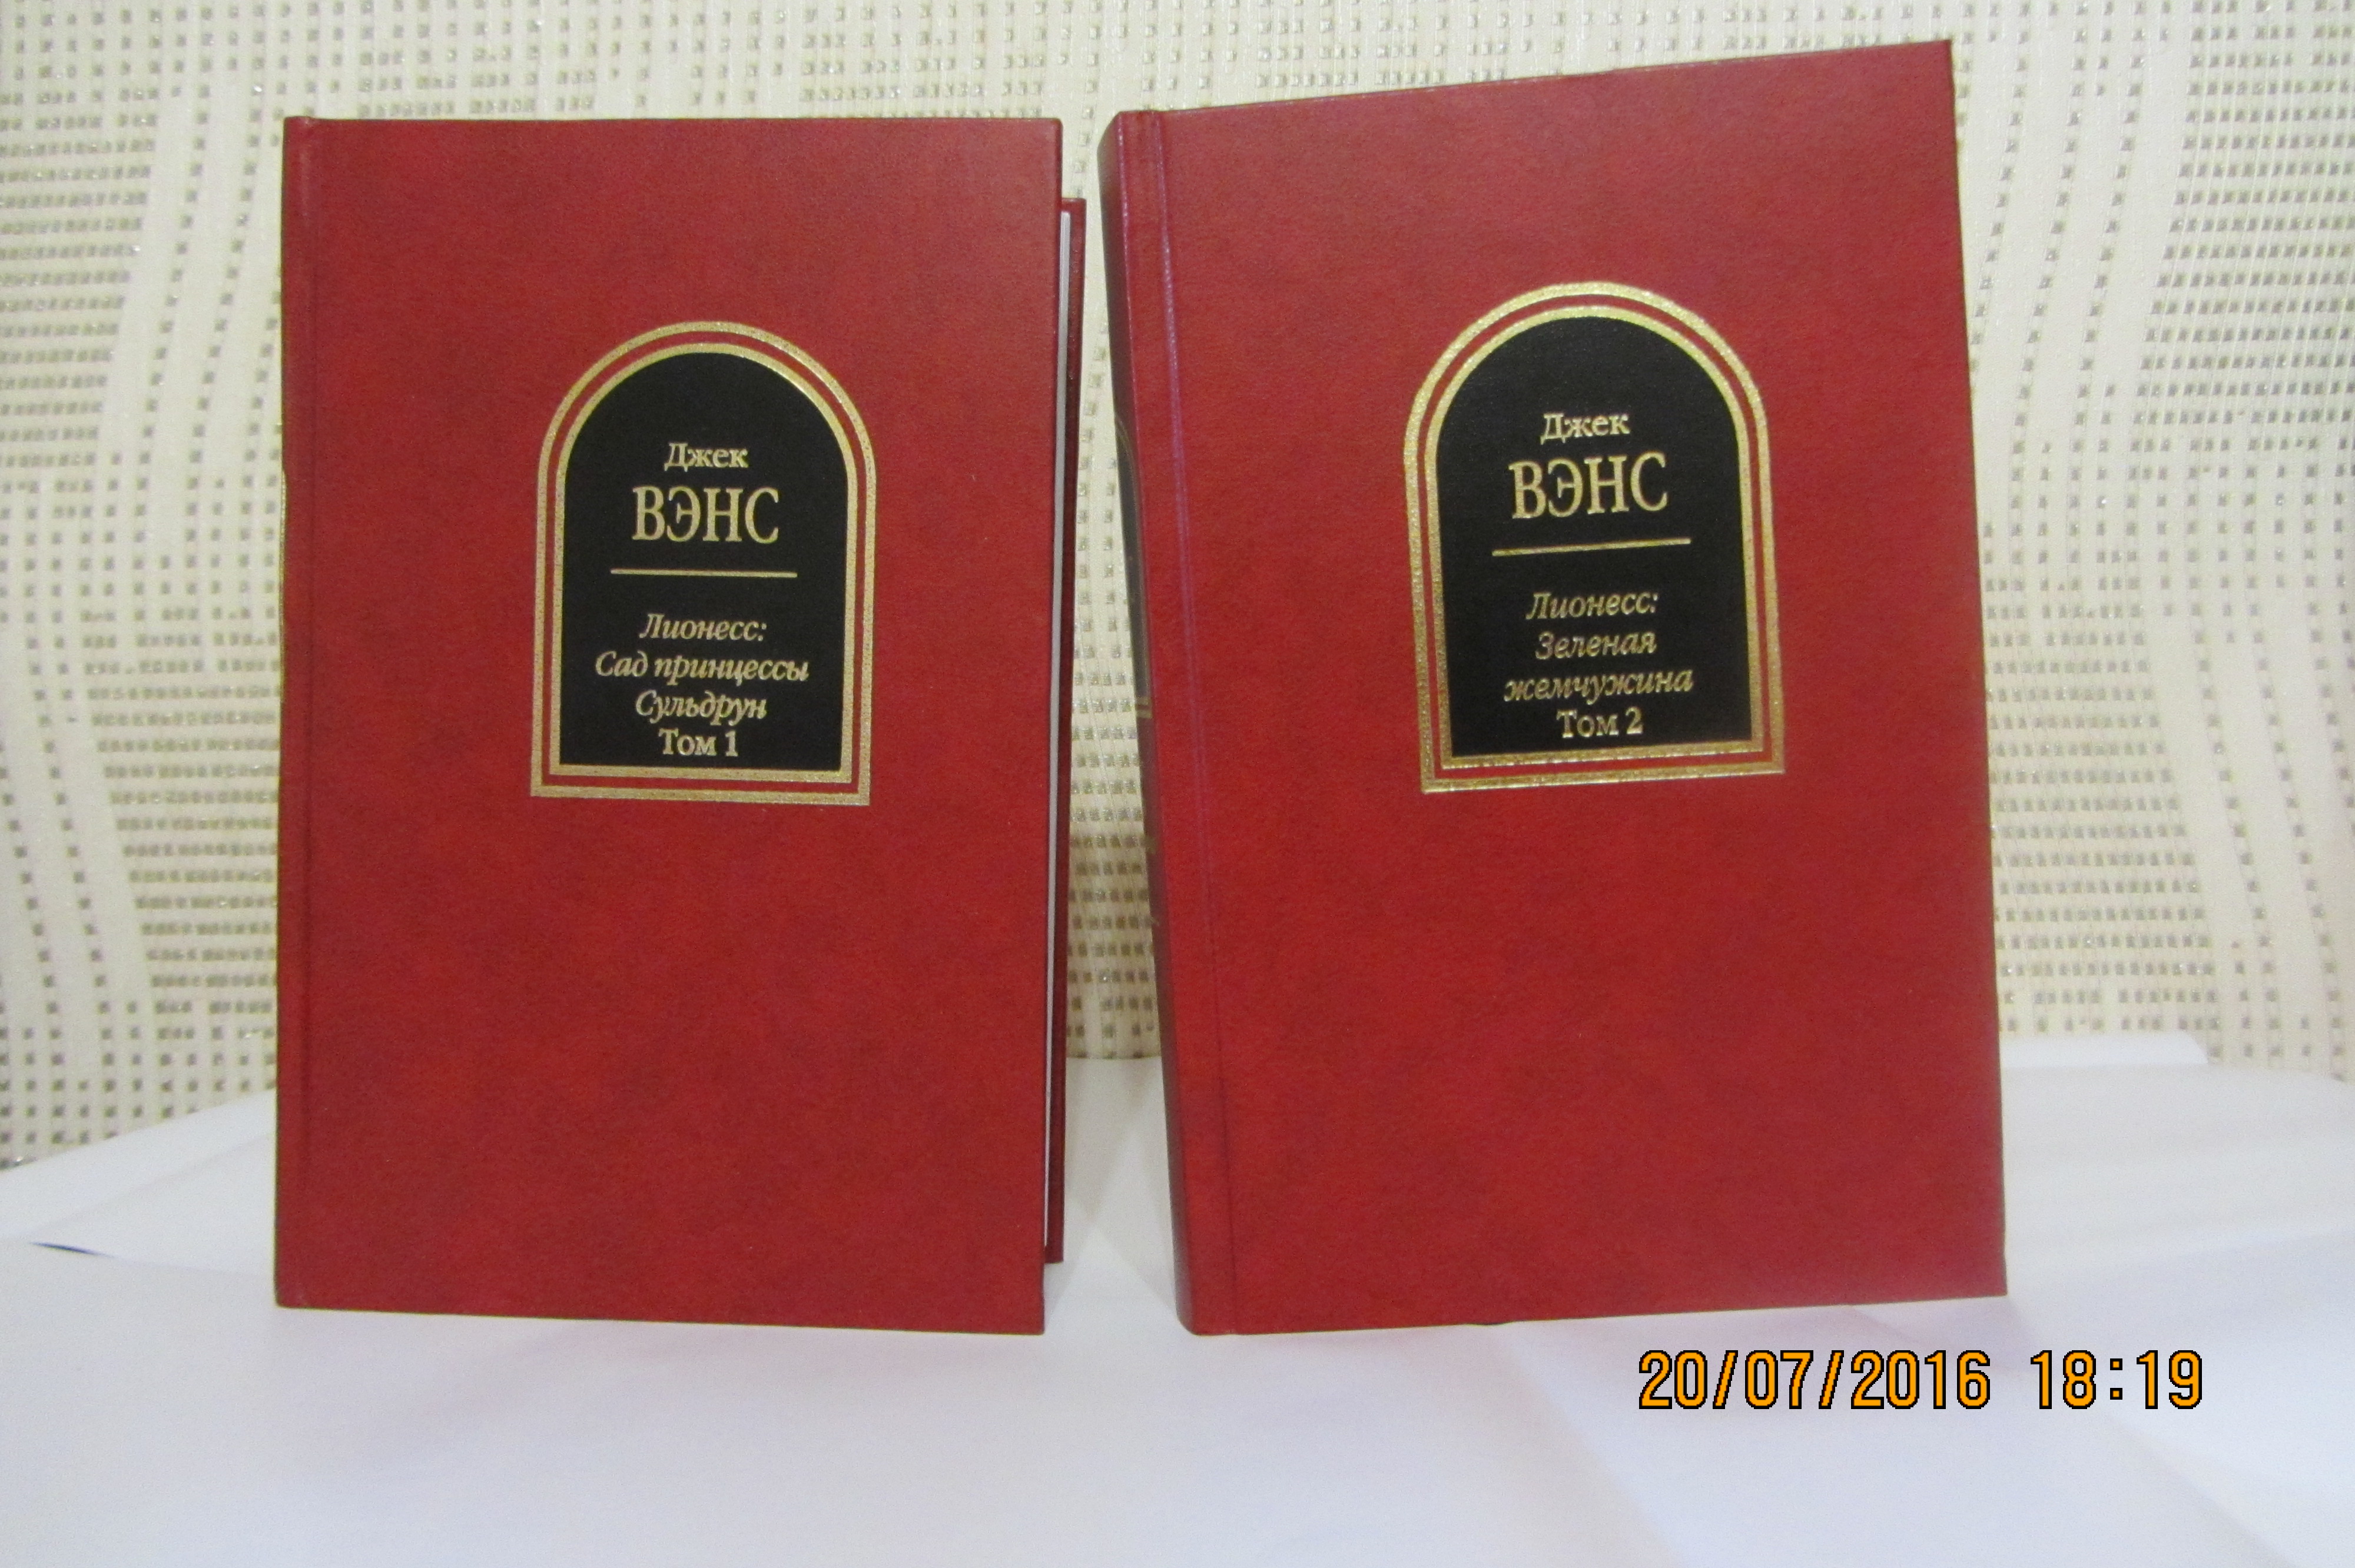 Джек
ВЭНС
Лионесс:
Сад принцессы
Сульдрун
Том 1
Джек
ВЭНС
Лионесс:
Зеленая
жемчужина
Том 2
20/07/2016 18:19